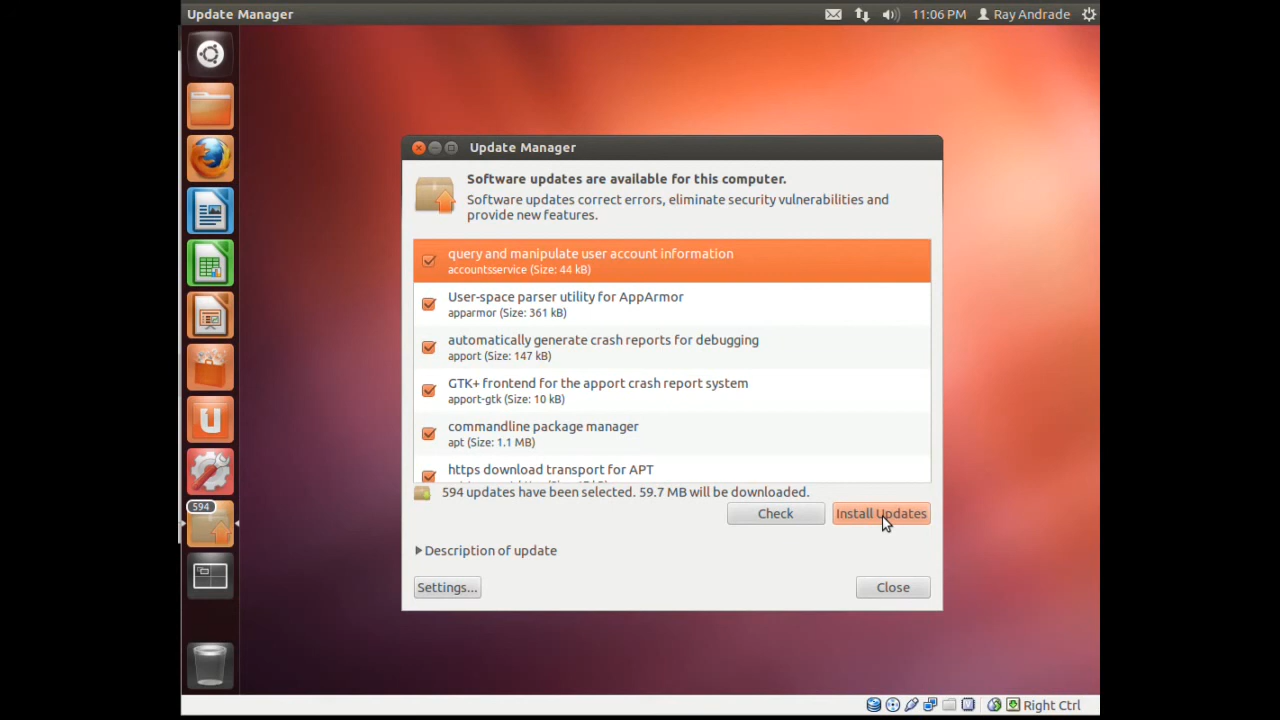 Update Manager
11:06 PM
Ray Andrade
Update Manager
Software updates are available for this computer.
Software updates correct errors, eliminate security vulnerabilities and
provide new features.
query and manipulate user account information
accountsservice (Size: 44 kB)
User-space parser utility for AppArmor
apparmor (Size: 361 kB)
automatically generate crash reports for debugging
apport (Size: 147 kB)
GTK+ frontend for the apport crash report system
apport-gtk (Size: 10 kB)
commandline package manager
apt (Size: 1.1 MB)
https download transport for APT
594 updates have been selected. 59.7 MB will be downloaded.
Check
Install Updates
Description of update
Settings...
Close
594
Right Ctrl